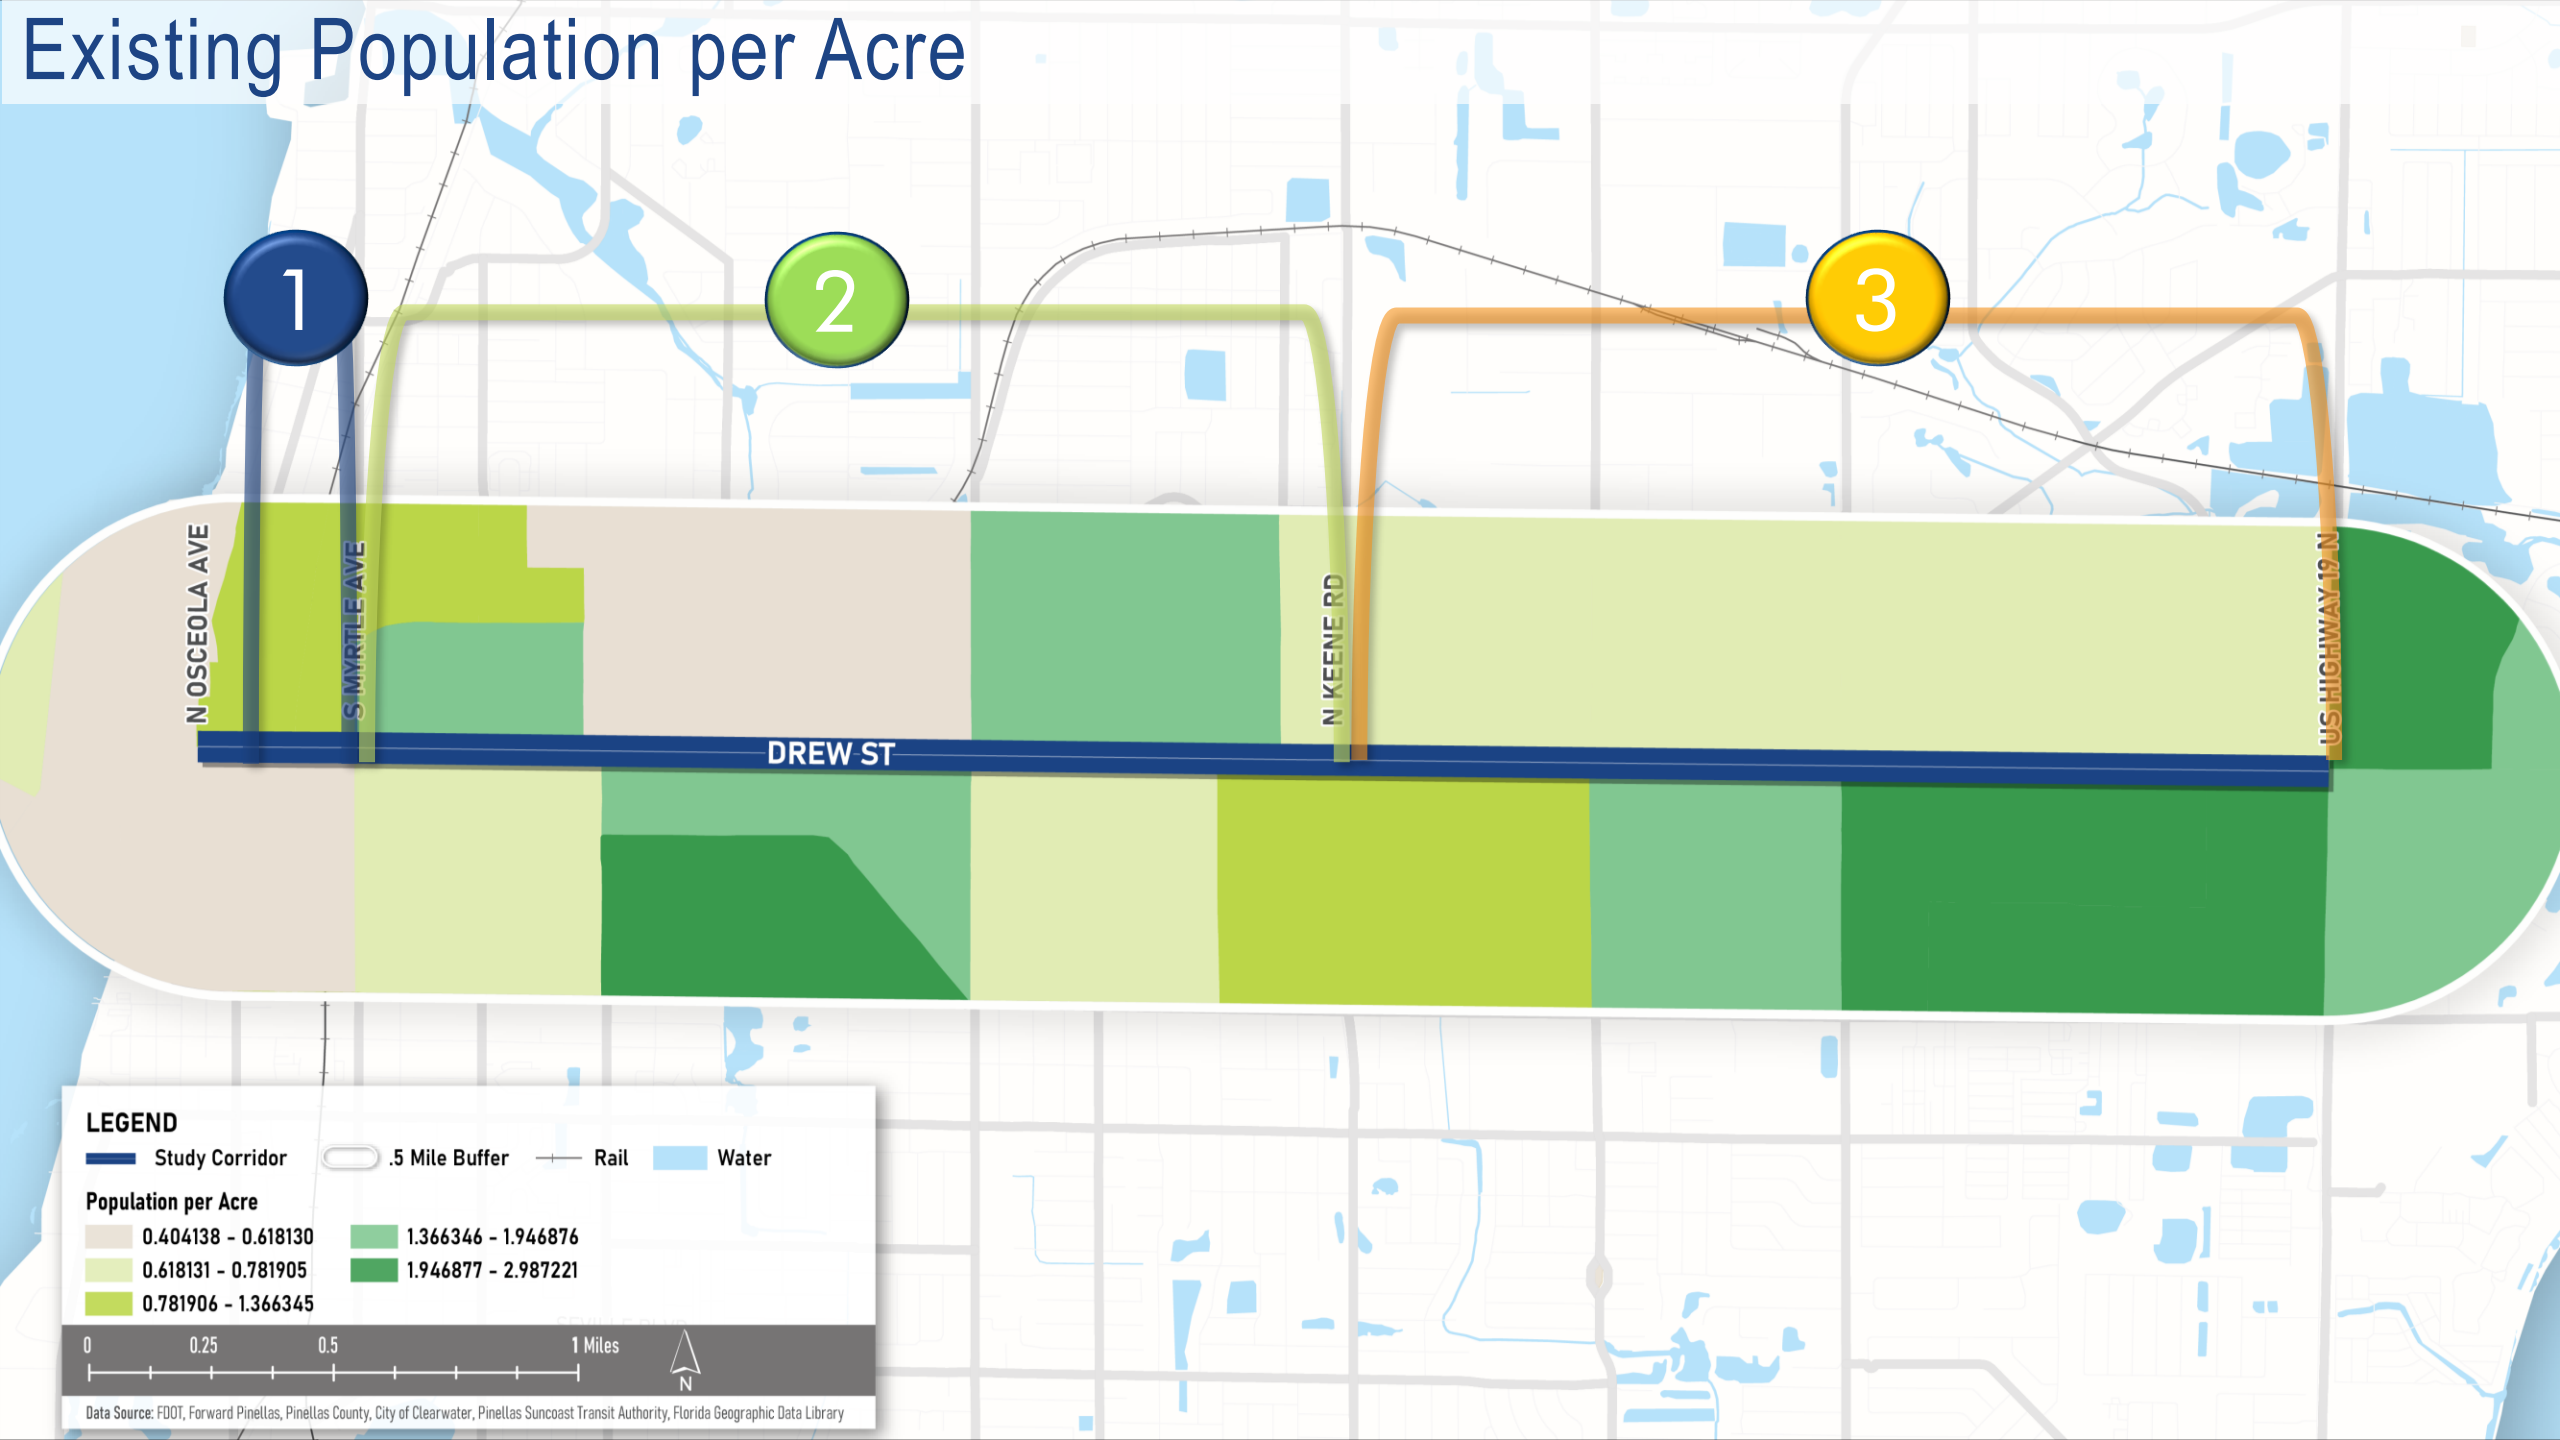 Existing Population per Acre
1
2
3
N OSCEOLA AVE
S MYRTLE AVE
N KEENE RD
US HIGHWAY 19 N
DREW ST
LEGEND
Study Corridor .5 Mile Buffer Rail Water
Population per Acre
0.404138 - 0.618130 1.366346 - 1.946876
0.618131 - 0.781905 1.946877 - 2.987221
0.781906 - 1.366345
0 0.25 0.5 1 Miles
N
Data Source: FDOT, Forward Pinellas, Pinellas County, City of Clearwater, Pinellas Suncoast Transit Authority, Florida Geographic Data Library